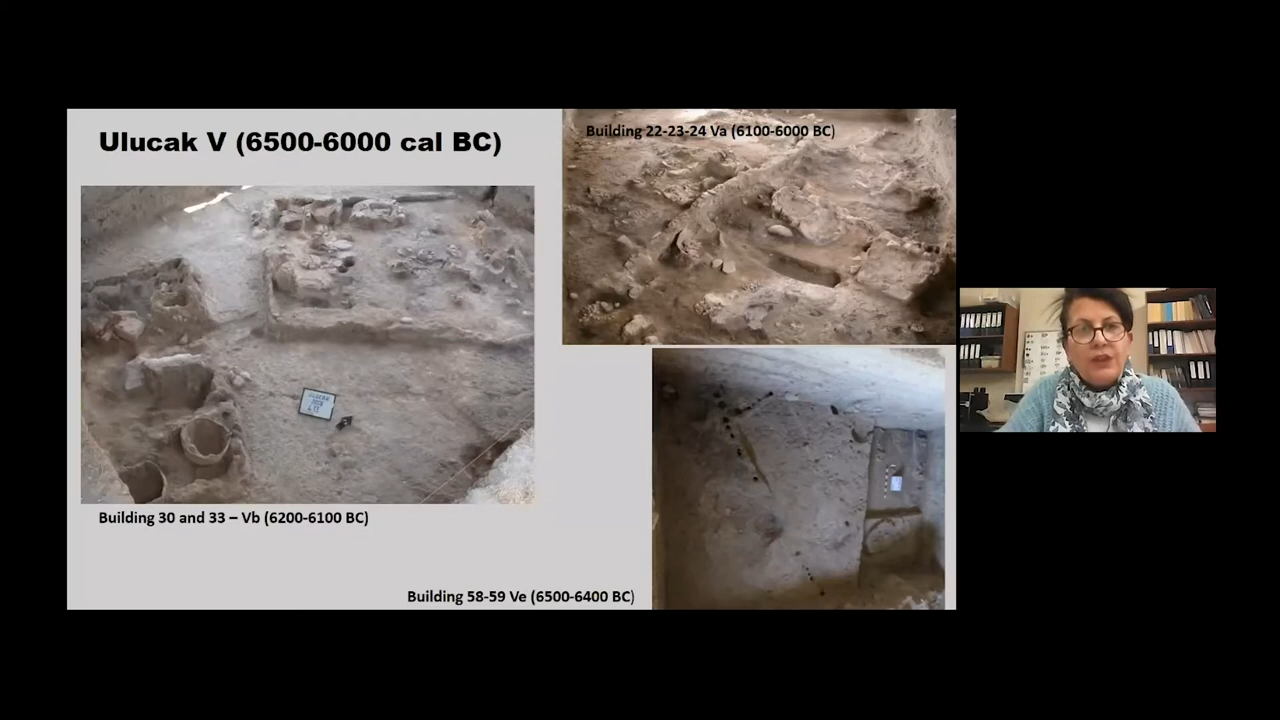 Ulucak V (6500-6000 cal BC)
Building 22-23-24 Va (6100-6000 BC)
Building 30 and 33 – Vb (6200-6100 BC)
Building 58-59 Ve (6500-6400 BC)